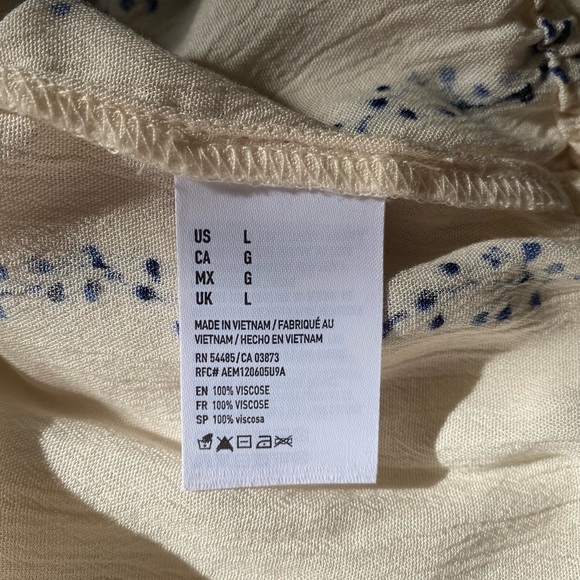 US L
CA G
MX G
UK L
MADE IN VIETNAM / FABRIQUÉ AU
VIETNAM / HECHO EN VIETNAM
RN 54485 / CA 03873
RFC# AEM120605U9A
EN 100% VISCOSE
FR 100% VISCOSE
SP 100% viscosa